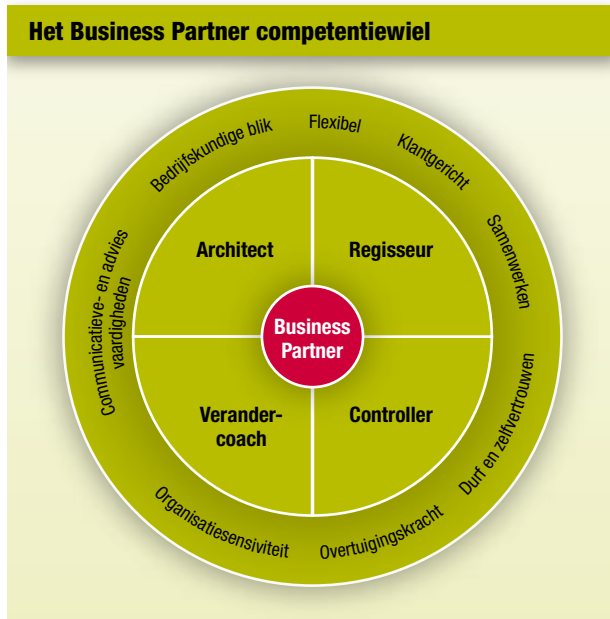 Het Business Partner competentiewiel
Bedrijfskundige blik
Flexibel
Klantgericht
Samenwerken
Durf en zelfvertrouwen
Overtuigingskracht
Organisatiesensiviteit
Communicatieve- en advies
vaardigheden
Architect
Regisseur
Business
Partner
Verander-
coach
Controller